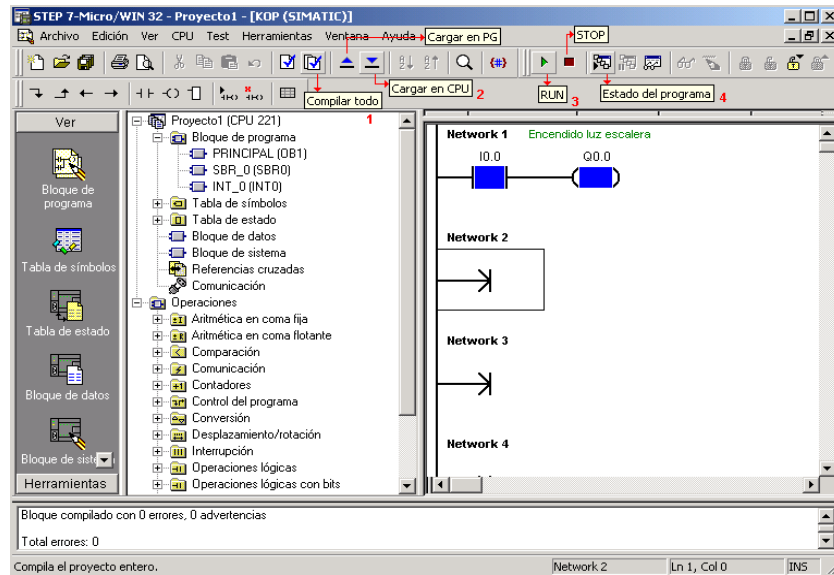 STEP 7-Micro/WIN 32 - Proyecto1 - [KOP (SIMATIC)]
Archivo Edición Ver CPU Test Herramientas Ventana Ayuda
Cargar en PG
STOP
Compilar todo
1
Cargar en CPU
2
RUN
3
Estado del programa
4
Ver
Bloque de
programa
Tabla de símbolos
Tabla de estado
Bloque de datos
Bloque de sistem
Herramientas
Proyecto1 (CPU 221)
Bloque de programa
PRINCIPAL (OB1)
SBR_0 (SBR0)
INT_0 (INT0)
Tabla de símbolos
Tabla de estado
Bloque de datos
Bloque de sistema
Referencias cruzadas
Comunicación
Operaciones
Aritmética en coma fija
Aritmética en coma flotante
Comparación
Comunicación
Contadores
Control del programa
Conversión
Desplazamiento/rotación
Interrupción
Operaciones lógicas
Operaciones lógicas con bits
Network 1 Encendido luz escalera
I0.0 Q0.0
Network 2
Network 3
Network 4
Bloque compilado con 0 errores, 0 advertencias
Total errores: 0
Compila el proyecto entero.
Network 2
Ln 1, Col 0
INS